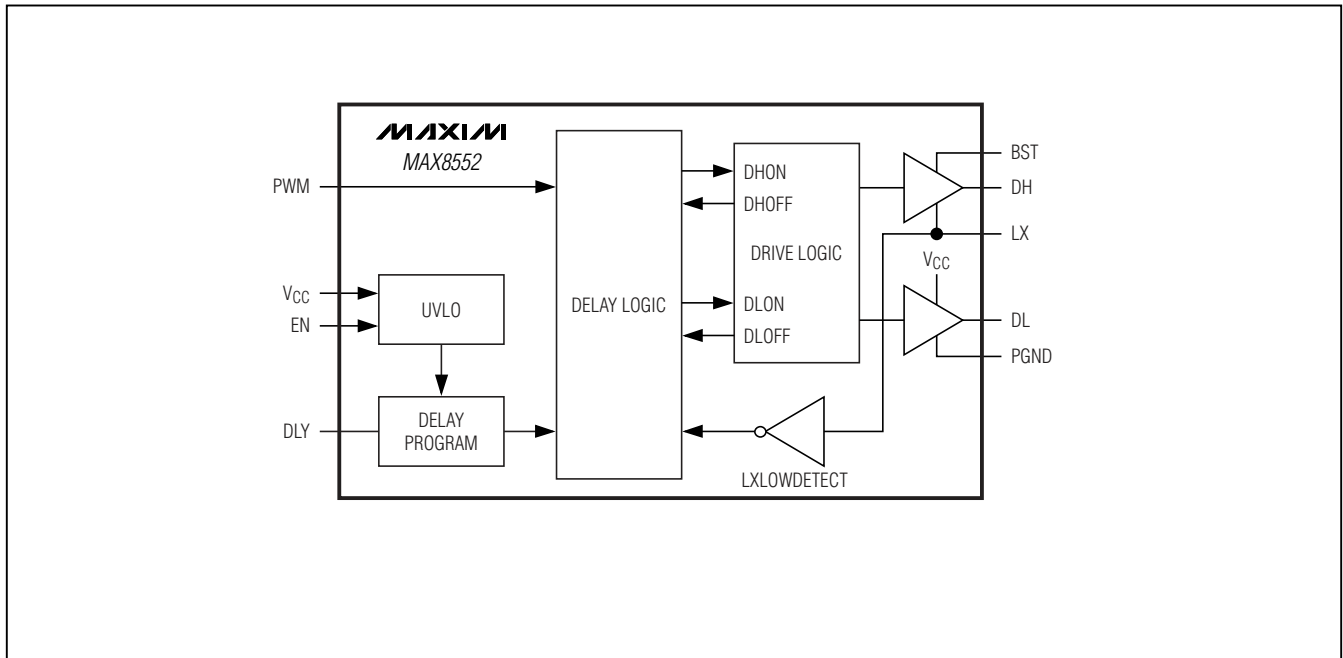 MAXIM
MAX8552
PWM
VCC
EN
DLY
UVLO
DELAY
PROGRAM
DELAY LOGIC
DHON
DHOFF
DRIVE LOGIC
DLON
DLOFF
LXLOWDETECT
BST
DH
LX
VCC
DL
PGND